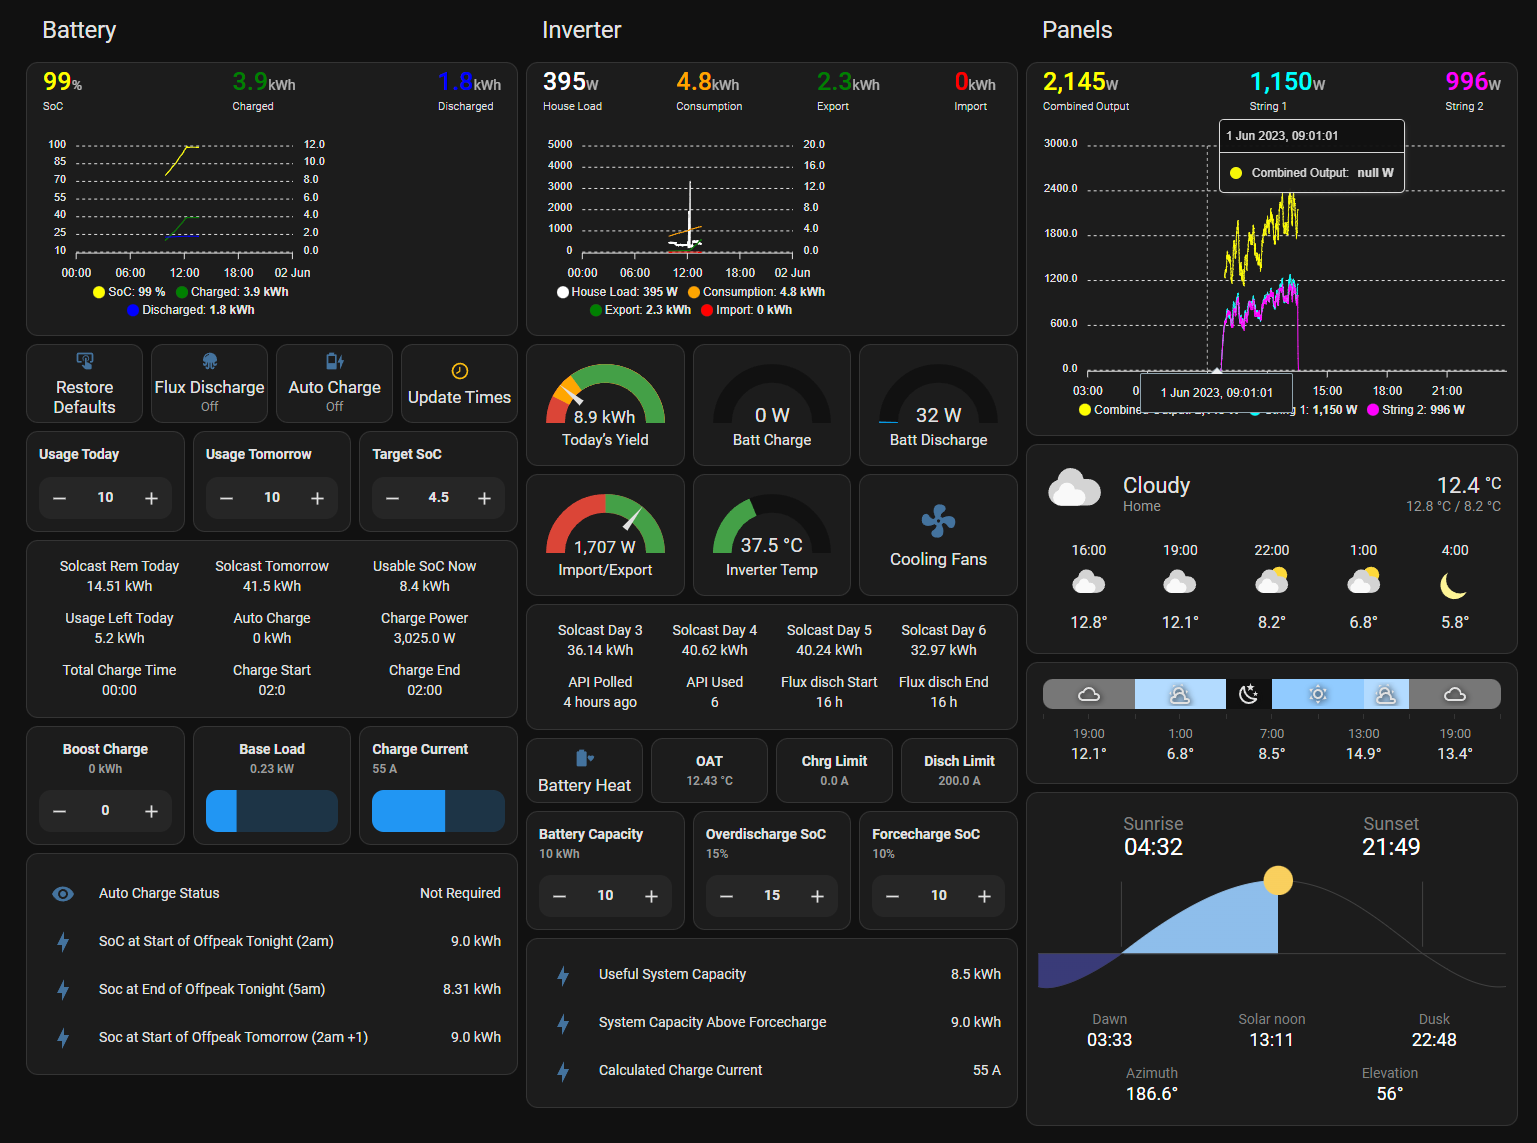 Battery
99%
SoC
3.9kWh
Charged
1.8kWh
Discharged
100
85
70
55
40
25
10
12.0
10.0
8.0
6.0
4.0
2.0
0.0
00:00 06:00 12:00 18:00 02 Jun
SoC: 99 % Charged: 3.9 kWh
Discharged: 1.8 kWh
Restore
Defaults
Flux Discharge
Off
Auto Charge
Off
Update Times
Usage Today
− 10 +
Usage Tomorrow
− 10 +
Target SoC
− 4.5 +
Solcast Rem Today
14.51 kWh
Solcast Tomorrow
41.5 kWh
Usable SoC Now
8.4 kWh
Usage Left Today
5.2 kWh
Auto Charge
0 kWh
Charge Power
3,025.0 W
Total Charge Time
00:00
Charge Start
02:0
Charge End
02:00
Boost Charge
0 kWh
− 0 +
Base Load
0.23 kW
Charge Current
55 A
Auto Charge Status Not Required
SoC at Start of Offpeak Tonight (2am) 9.0 kWh
Soc at End of Offpeak Tonight (5am) 8.31 kWh
Soc at Start of Offpeak Tomorrow (2am +1) 9.0 kWh
Inverter
395W
House Load
4.8kWh
Consumption
2.3kWh
Export
0kWh
Import
5000
4000
3000
2000
1000
0
20.0
16.0
12.0
8.0
4.0
0.0
00:00 06:00 12:00 18:00 02 Jun
House Load: 395 W Consumption: 4.8 kWh
Export: 2.3 kWh Import: 0 kWh
8.9 kWh
Today's Yield
0 W
Batt Charge
32 W
Batt Discharge
1,707 W
Import/Export
37.5 °C
Inverter Temp
Cooling Fans
Solcast Day 3
36.14 kWh
Solcast Day 4
40.62 kWh
Solcast Day 5
40.24 kWh
Solcast Day 6
32.97 kWh
API Polled
4 hours ago
API Used
6
Flux disch Start
16 h
Flux disch End
16 h
Battery Heat
OAT
12.43 °C
Chrg Limit
0.0 A
Disch Limit
200.0 A
Battery Capacity
10 kWh
− 10 +
Overdischarge SoC
15%
− 15 +
Forcecharge SoC
10%
− 10 +
Useful System Capacity 8.5 kWh
System Capacity Above Forcecharge 9.0 kWh
Calculated Charge Current 55 A
Panels
2,145W
Combined Output
1,150W
String 1
996W
String 2
1 Jun 2023, 09:01:01
Combined Output: null W
3000.0
2400.0
1800.0
1200.0
600.0
0.0
03:00 0 15:00 18:00 21:00
1 Jun 2023, 09:01:01
Combine 1: 1,150 W String 2: 996 W
Cloudy
Home
12.4 °C
12.8 °C / 8.2 °C
16:00 19:00 22:00 1:00 4:00
12.8° 12.1° 8.2° 6.8° 5.8°
19:00 1:00 7:00 13:00 19:00
12.1° 6.8° 8.5° 14.9° 13.4°
Sunrise
04:32
Sunset
21:49
Dawn
03:33
Solar noon
13:11
Dusk
22:48
Azimuth
186.6°
Elevation
56°